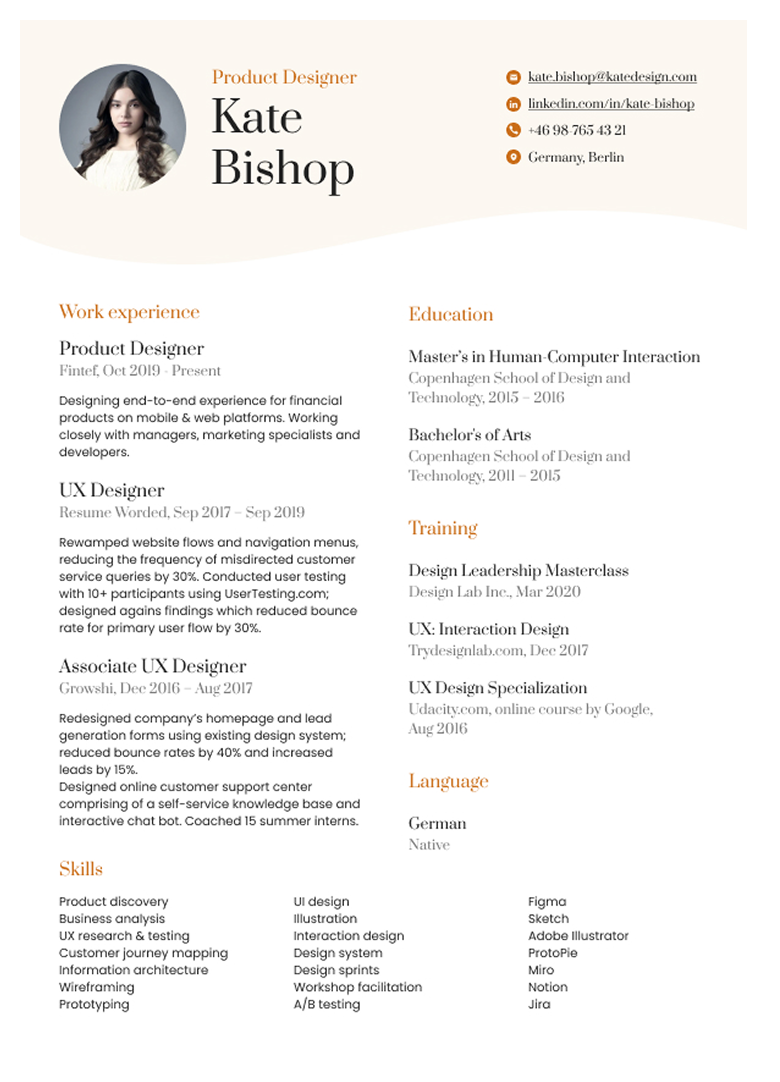 Product Designer
Kate
Bishop
kate.bishop@katedesign.com
linkedin.com/in/kate-bishop
+46 98-765 43 21
Germany, Berlin
Work experience
Product Designer
Fintef, Oct 2019 - Present
Designing end-to-end experience for financial
products on mobile & web platforms. Working
closely with managers, marketing specialists and
developers.
UX Designer
Resume Worded, Sep 2017 – Sep 2019
Rewamped website flows and navigation menus,
reducing the frequency of misdirected customer
service queries by 30%. Conducted user testing
with 10+ participants using UserTesting.com;
designed agains findings which reduced bounce
rate for primary user flow by 30%.
Associate UX Designer
Growshi, Dec 2016 – Aug 2017
Redesigned company's homepage and lead
generation forms using existing design system;
reduced bounce rates by 40% and increased
leads by 15%.
Designed online customer support center
comprising of a self-service knowledge base and
interactive chat bot. Coached 15 summer interns.
Education
Master's in Human-Computer Interaction
Copenhagen School of Design and
Technology, 2015 – 2016
Bachelor's of Arts
Copenhagen School of Design and
Technology, 2011 – 2015
Training
Design Leadership Masterclass
Design Lab Inc., Mar 2020
UX: Interaction Design
Trydesignlab.com, Dec 2017
UX Design Specialization
Udacity.com, online course by Google,
Aug 2016
Language
German
Native
Skills
Product discovery
Business analysis
UX research & testing
Customer journey mapping
Information architecture
Wireframing
Prototyping
UI design
Illustration
Interaction design
Design system
Design sprints
Workshop facilitation
A/B testing
Figma
Sketch
Adobe Illustrator
ProtoPie
Miro
Notion
Jira